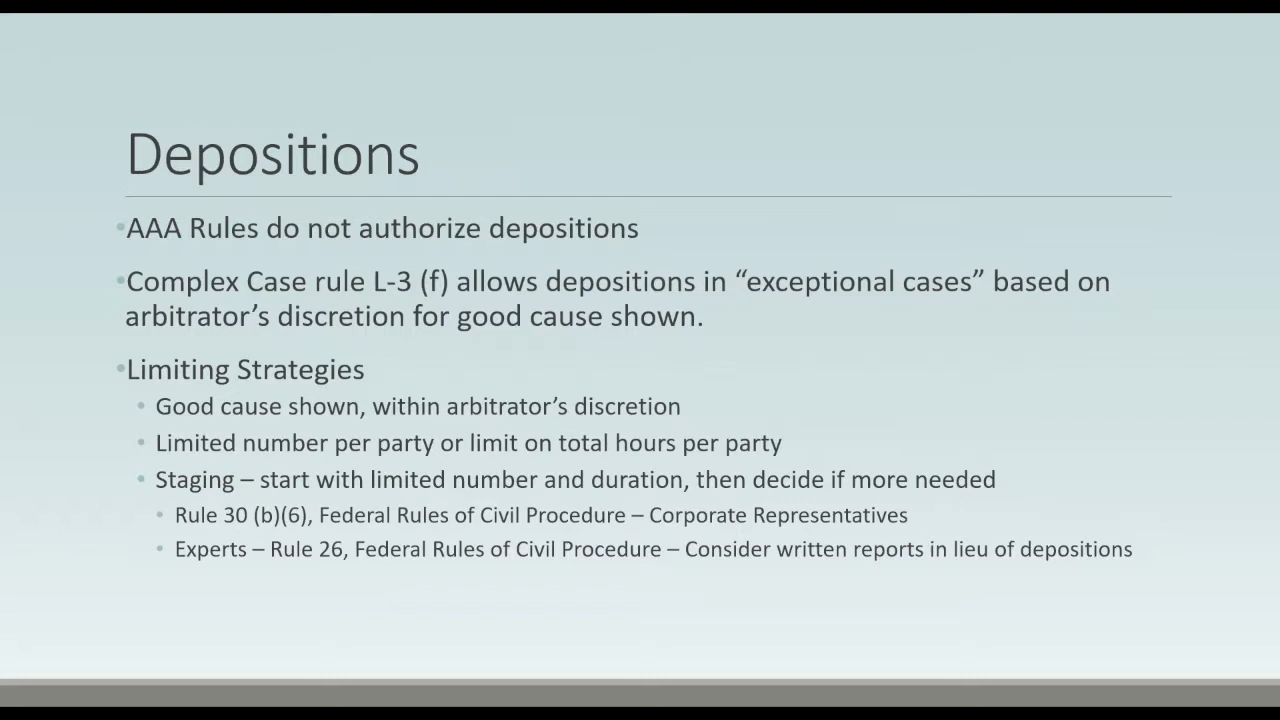 Depositions
•AAA Rules do not authorize depositions
•Complex Case rule L-3 (f) allows depositions in “exceptional cases” based on
arbitrator’s discretion for good cause shown.
•Limiting Strategies
• Good cause shown, within arbitrator’s discretion
• Limited number per party or limit on total hours per party
• Staging – start with limited number and duration, then decide if more needed
• Rule 30 (b)(6), Federal Rules of Civil Procedure – Corporate Representatives
• Experts – Rule 26, Federal Rules of Civil Procedure – Consider written reports in lieu of depositions